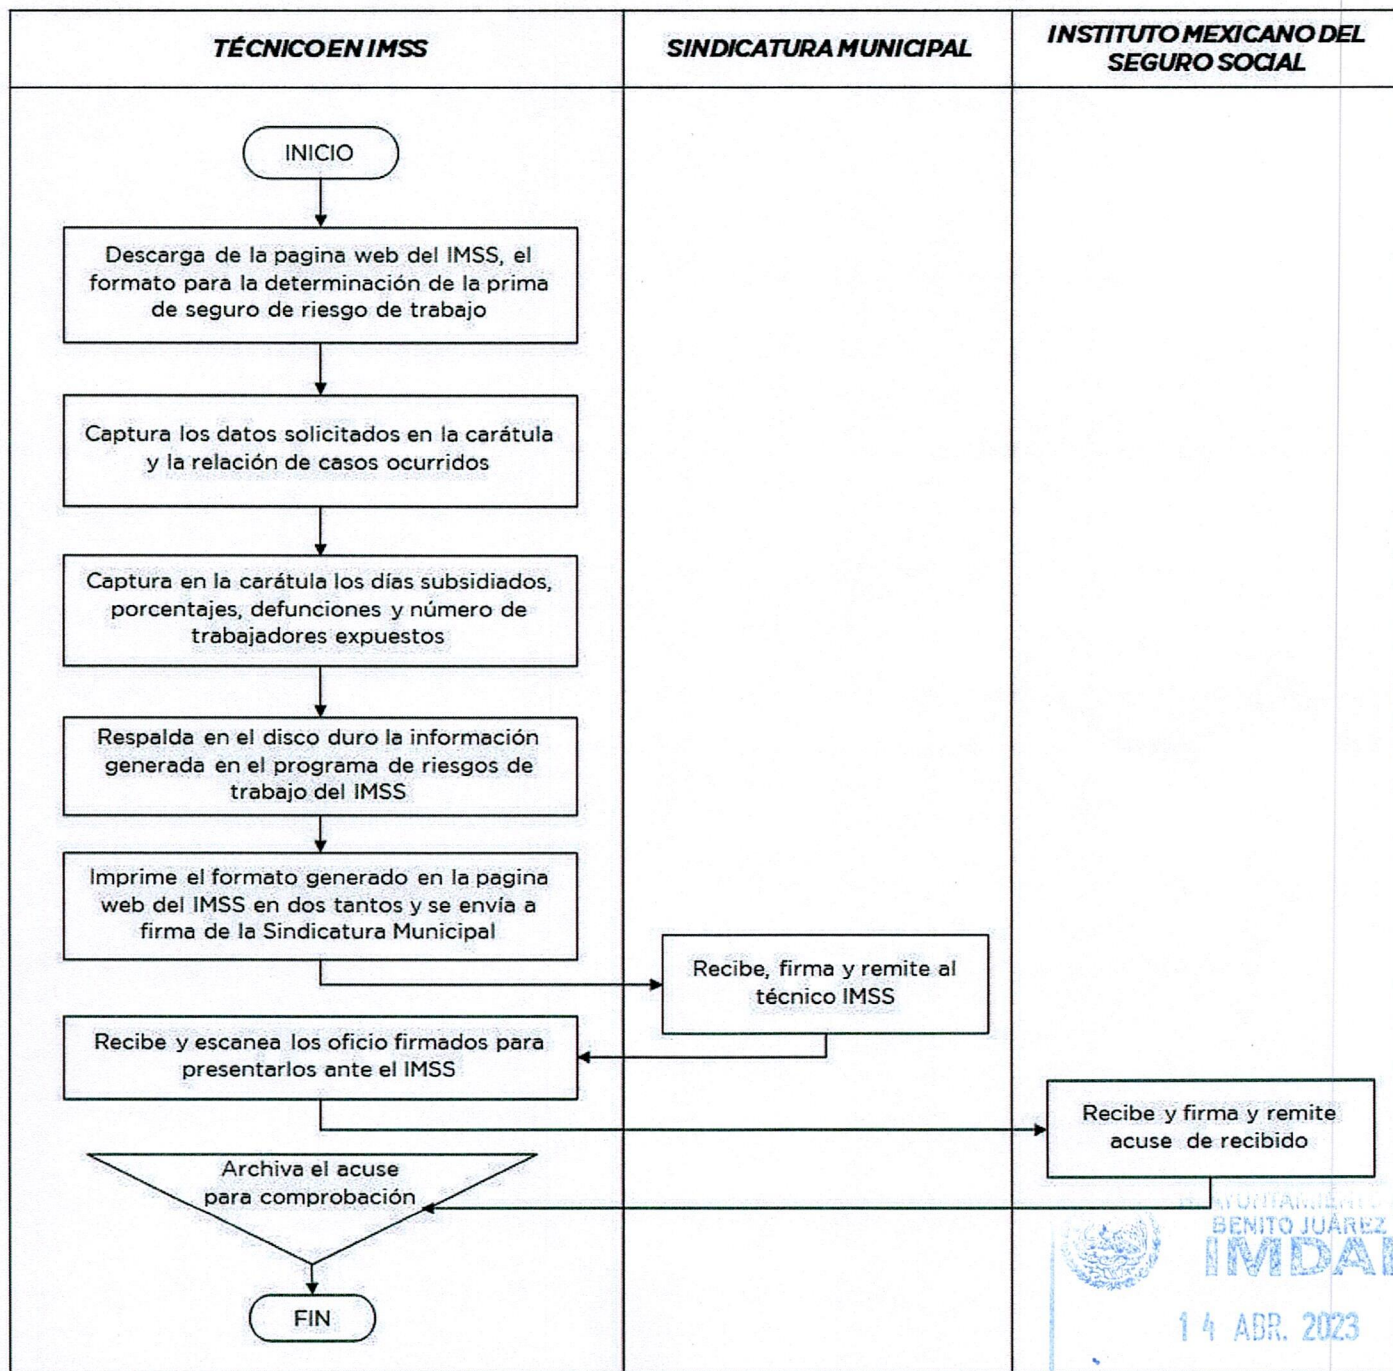 TÉCNICO EN IMSS
SINDICATURA MUNICIPAL
INSTITUTO MEXICANO DEL
SEGURO SOCIAL
INICIO
Descarga de la pagina web del IMSS, el
formato para la determinación de la prima
de seguro de riesgo de trabajo
Captura los datos solicitados en la carátula
y la relación de casos ocurridos
Captura en la carátula los días subsidiados,
porcentajes, defunciones y número de
trabajadores expuestos
Respalda en el disco duro la información
generada en el programa de riesgos de
trabajo del IMSS
Imprime el formato generado en la pagina
web del IMSS en dos tantos y se envía a
firma de la Sindicatura Municipal
Recibe, firma y remite al
técnico IMSS
Recibe y escanea los oficio firmados para
presentarlos ante el IMSS
Recibe y firma y remite
acuse de recibido
Archiva el acuse
para comprobación
FIN
AYUNTAMIENTO
BENITO JUÁREZ
IMDAI
14 ABR. 2023